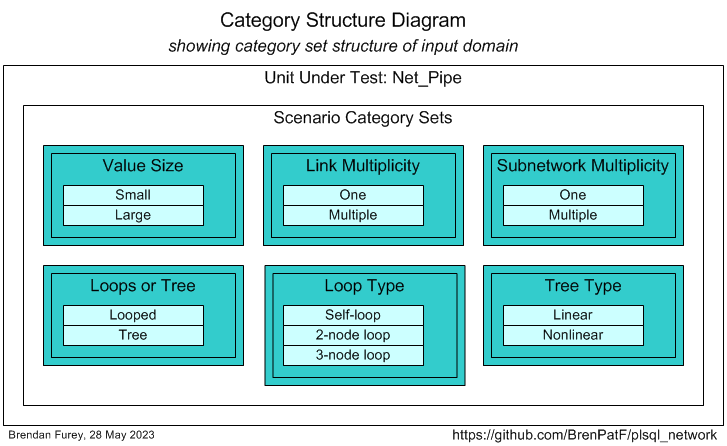 Category Structure Diagram
showing category set structure of input domain
Unit Under Test: Net_Pipe
Scenario Category Sets
Value Size
Small
Large
Link Multiplicity
One
Multiple
Subnetwork Multiplicity
One
Multiple
Loops or Tree
Looped
Tree
Loop Type
Self-loop
2-node loop
3-node loop
Tree Type
Linear
Nonlinear
Brendan Furey, 28 May 2023
https://github.com/BrenPatF/plsql_network